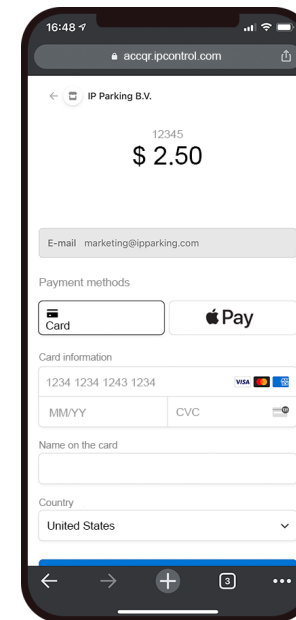 16:48
accqr.ipcontrol.com
IP Parking B.V.
12345
$ 2.50
E-mail marketing@ipparking.com
Payment methods
Card
Pay
Card information
1234 1234 1243 1234 VISA
MM/YY CVC
Name on the card
Country
United States
3